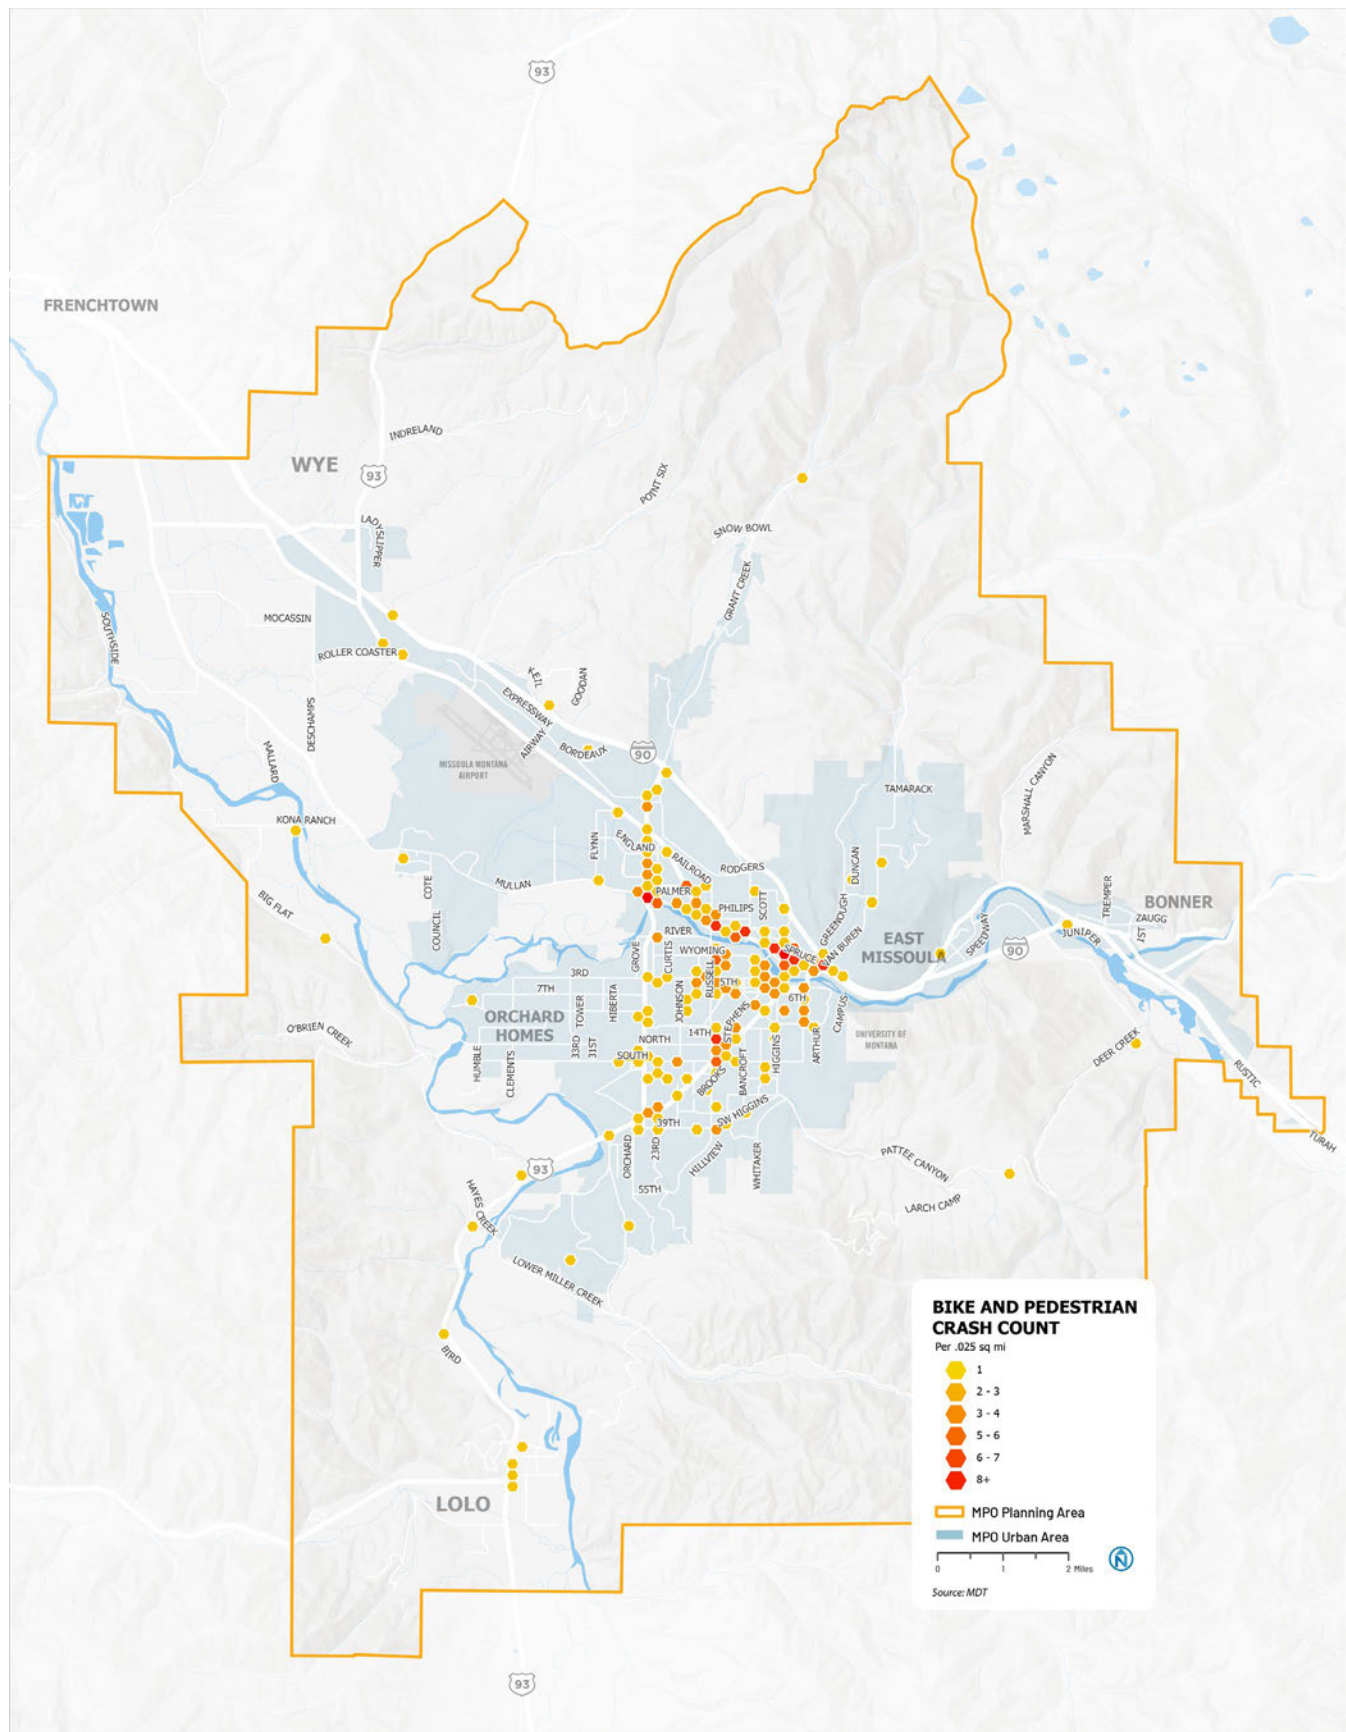 93
FRENCHTOWN
INDRELAND
WYE
93
POINT SIX
LADYSLIPPER
SNOW BOWL
GRANT CREEK
MOCASSIN
SOUTHSIDE
ROLLER COASTER
KEIL
GOODAN
EXPRESSWAY
DESCHAMPS
AIRWAY
BORDEAUX
90
MALLARD
MISSOULA MONTANA
AIRPORT
MARSHALL CANYON
TAMARACK
KONA RANCH
FLYNN
ENGLAND
RAILROAD
RODGERS
DUNCAN
MULLAN
COTE
PALMER
SCOTT
TREMPER
BONNER
BIG FLAT
COUNCIL
PHILIPS
GREENOUGH
ZAUGG
1ST
RIVER
VAN BUREN
EAST
MISSOULA
SPEEDWAY
JUNIPER
90
GROVE
CURTIS
WYOMING
SPRUCE
3RD
RUSSELL
5TH
7TH
6TH
ORCHARD
HOMES
TOWER
HIBERTA
JOHNSON
STEPHENS
CAMPUS
O'BRIEN CREEK
33RD
31ST
NORTH
14TH
HIGGINS
ARTHUR
UNIVERSITY OF
MONTANA
DEER CREEK
HUMBLE
CLEMENTS
SOUTH
BROOKS
BANCROFT
RUSTIC
39TH
SW HIGGINS
TURAH
ORCHARD
23RD
HILLVIEW
WHITAKER
PATTEE CANYON
93
HAYES CREEK
55TH
LARCH CAMP
LOWER MILLER CREEK
BIRD
LOLO
93
BIKE AND PEDESTRIAN
CRASH COUNT
Per .025 sq mi
1
2 - 3
3 - 4
5 - 6
6 - 7
8+
MPO Planning Area
MPO Urban Area
0 1 2 Miles
N
Source: MDT